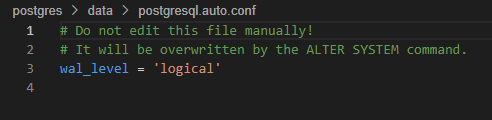 postgres > data > postgresql.auto.conf
1 # Do not edit this file manually!
2 # It will be overwritten by the ALTER SYSTEM command.
3 wal_level = 'logical'
4